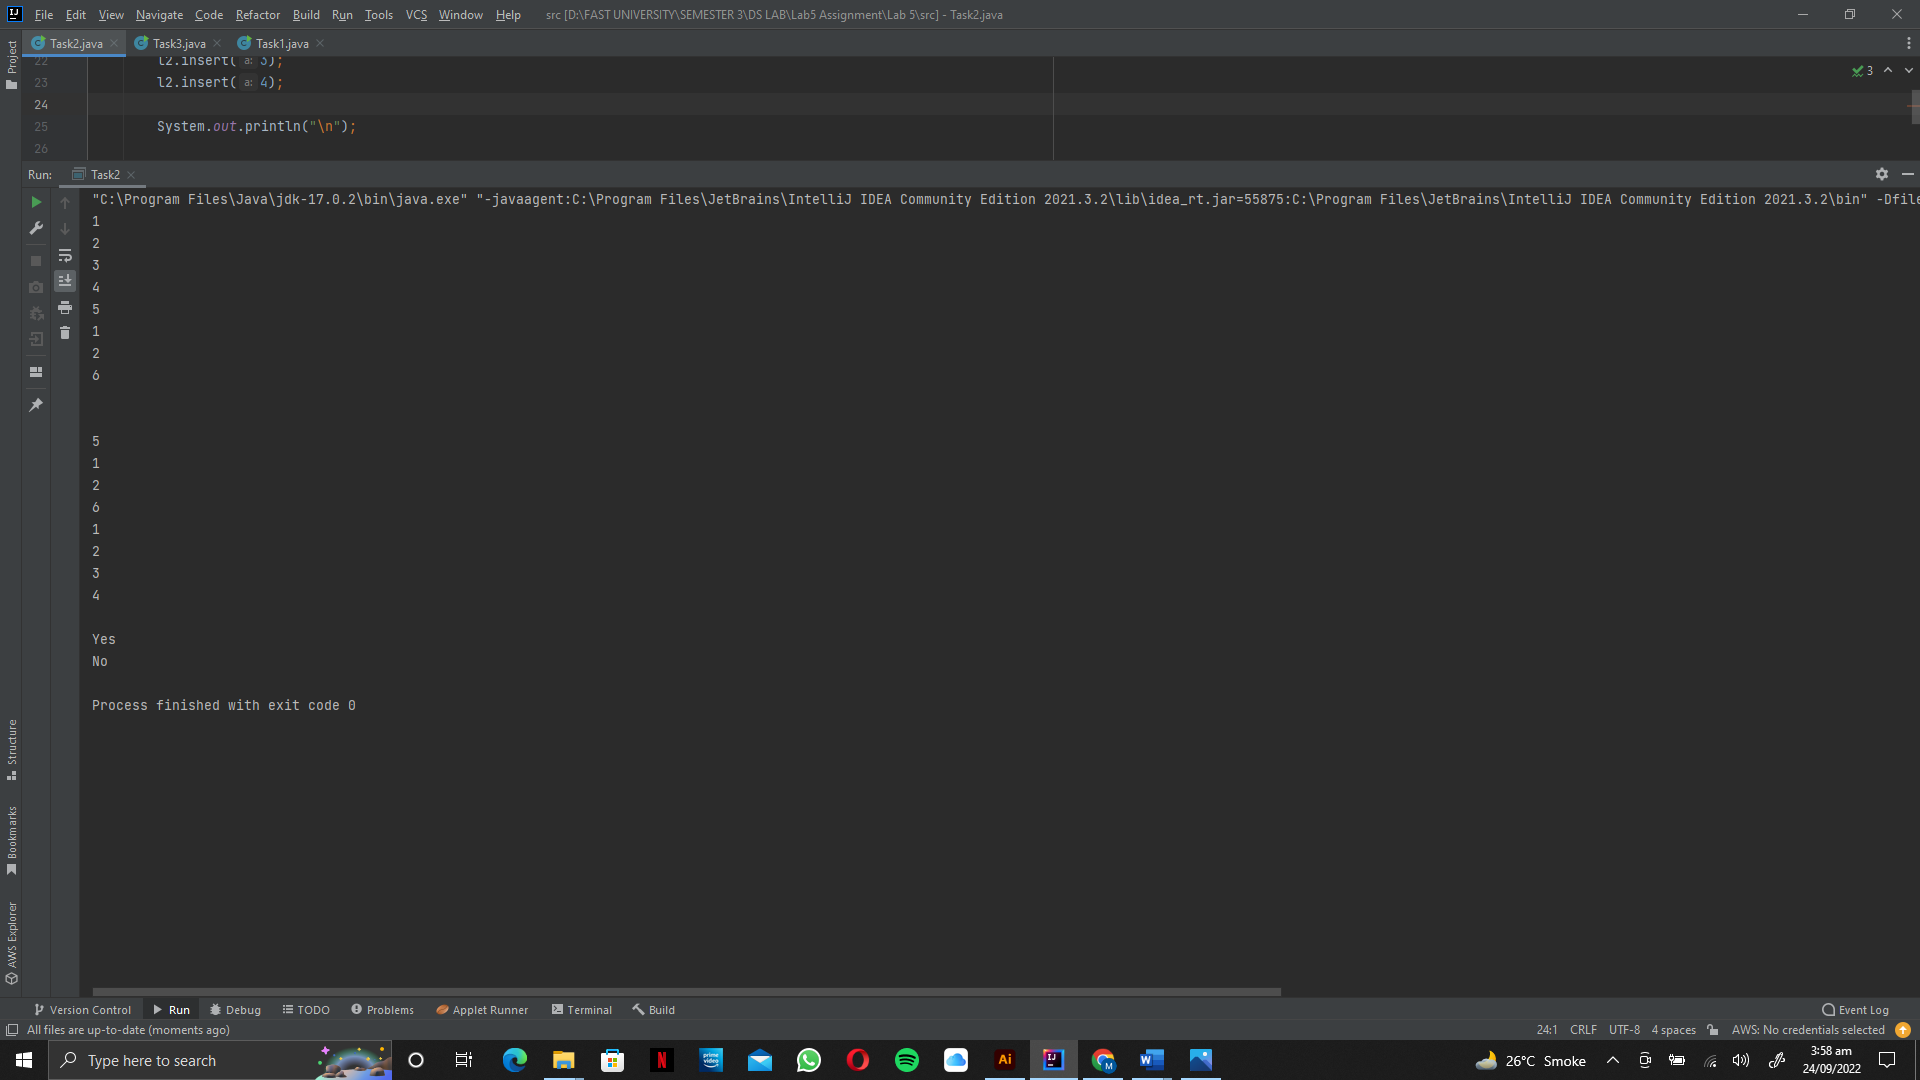 File Edit View Navigate Code Refactor Build Run Tools VCS Window Help src [D:\FAST UNIVERSITY\SEMESTER 3\DS LAB\Lab5 Assignment\Lab 5\src] - Task2.java
Project
Task2.java Task3.java Task1.java
22 l2.insert( a: 3);
23 l2.insert( a: 4);
3
24
25 System.out.println("\n");
26
Run: Task2
"C:\Program Files\Java\jdk-17.0.2\bin\java.exe" "-javaagent:C:\Program Files\JetBrains\IntelliJ IDEA Community Edition 2021.3.2\lib\idea_rt.jar=55875:C:\Program Files\JetBrains\IntelliJ IDEA Community Edition 2021.3.2\bin" -Dfile
1
2
3
4
5
1
2
6
5
1
2
6
1
2
3
4
Yes
No
Process finished with exit code 0
Structure
Bookmarks
AWS Explorer
Version Control Run Debug TODO Problems Applet Runner Terminal Build Event Log
All files are up-to-date (moments ago) 24:1 CRLF UTF-8 4 spaces AWS: No credentials selected
Type here to search 26°C Smoke 3:58 am
24/09/2022